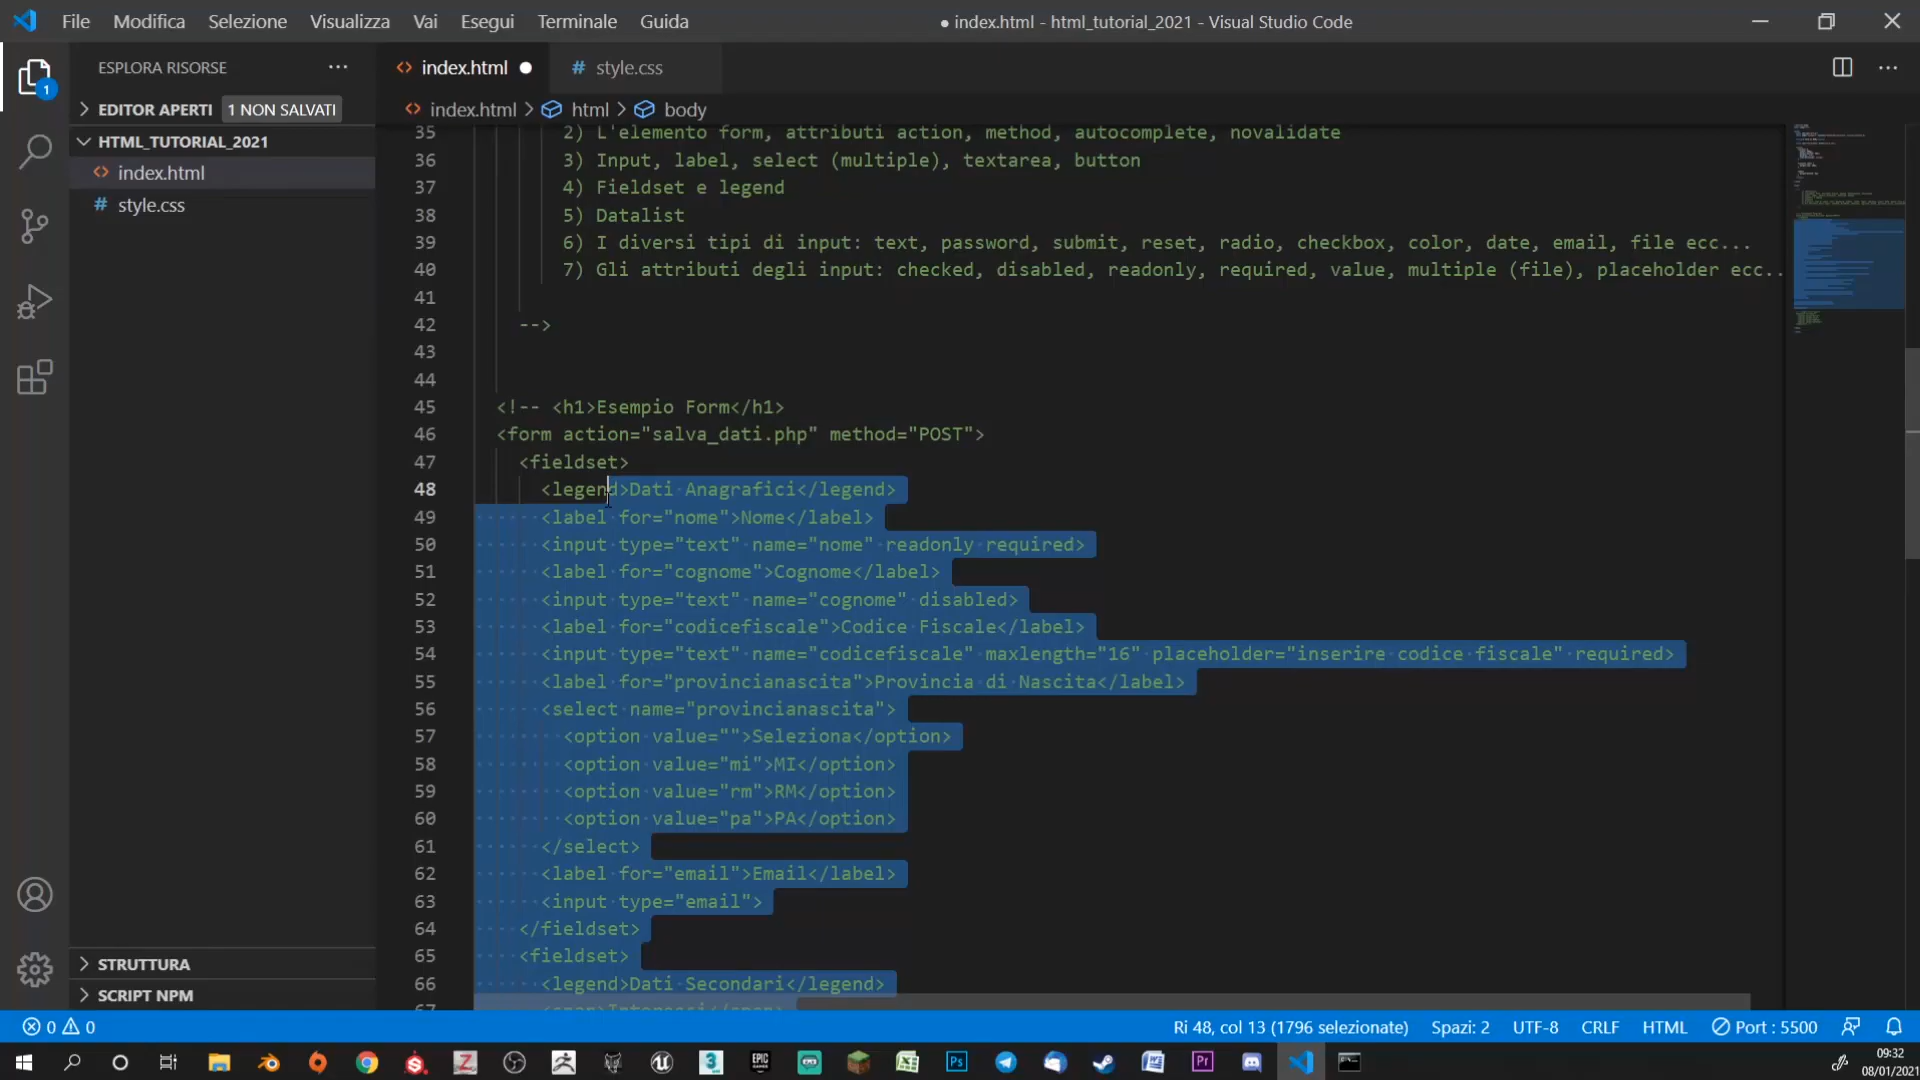 File Modifica Selezione Visualizza Vai Esegui Terminale Guida
● index.html - html_tutorial_2021 - Visual Studio Code
ESPLORA RISORSE
EDITOR APERTI 1 NON SALVATI
HTML_TUTORIAL_2021
index.html
style.css
STRUTTURA
SCRIPT NPM
1
index.html
style.css
index.html > html > body
35 2) L'elemento form, attributi action, method, autocomplete, novalidate
36 3) Input, label, select (multiple), textarea, button
37 4) Fieldset e legend
38 5) Datalist
39 6) I diversi tipi di input: text, password, submit, reset, radio, checkbox, color, date, email, file ecc...
40 7) Gli attributi degli input: checked, disabled, readonly, required, value, multiple (file), placeholder ecc..
41
42 -->
43
44
45 <!-- <h1>Esempio Form</h1>
46 <form action="salva_dati.php" method="POST">
47 <fieldset>
48 <legend>Dati Anagrafici</legend>
49 <label for="nome">Nome</label>
50 <input type="text" name="nome" readonly required>
51 <label for="cognome">Cognome</label>
52 <input type="text" name="cognome" disabled>
53 <label for="codicefiscale">Codice Fiscale</label>
54 <input type="text" name="codicefiscale" maxlength="16" placeholder="inserire codice fiscale" required>
55 <label for="provincianascita">Provincia di Nascita</label>
56 <select name="provincianascita">
57 <option value="">Seleziona</option>
58 <option value="mi">MI</option>
59 <option value="rm">RM</option>
60 <option value="pa">PA</option>
61 </select>
62 <label for="email">Email</label>
63 <input type="email">
64 </fieldset>
65 <fieldset>
66 <legend>Dati Secondari</legend>
67 <span>Interessi</span>
0 0 Ri 48, col 13 (1796 selezionate) Spazi: 2 UTF-8 CRLF HTML Port : 5500
09:32
08/01/2021